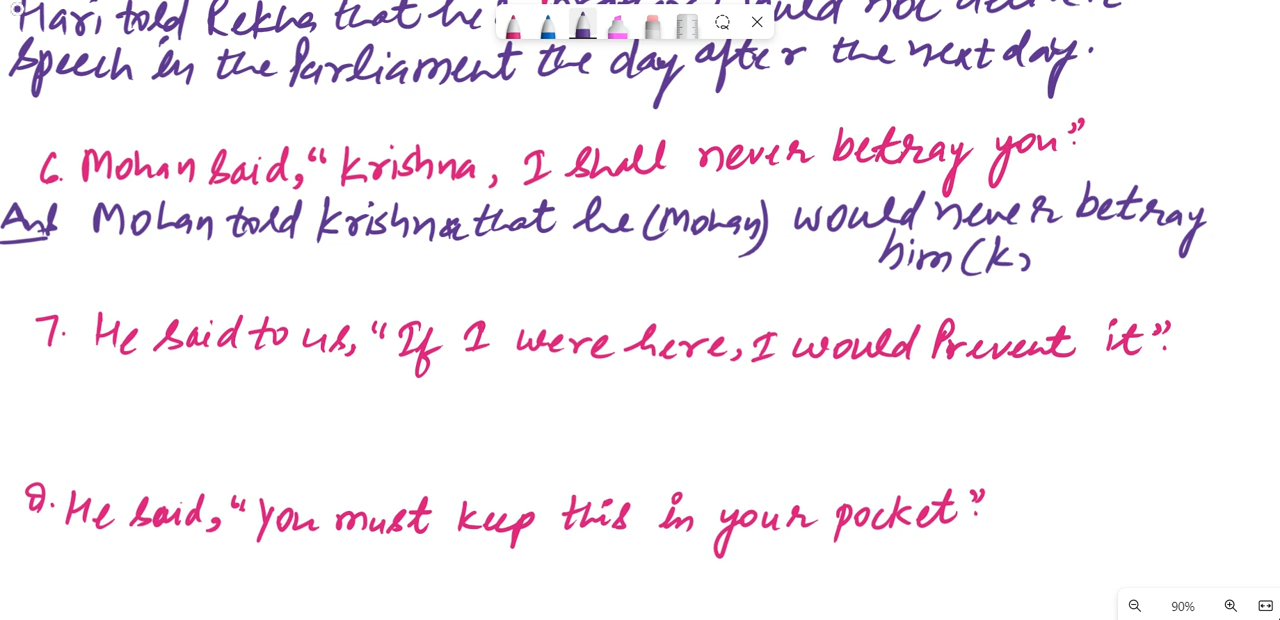 Hari told Rekha that he would not
Speech in the Parliament the day after the next day.
6. Mohan Said, "Krishna, I shall never betray you"
Ans Mohan told Krishna that he (Mohan) would never betray
him (K)
7. He said to us, "If I were here, I would Prevent it".
8. He said, "You must keep this in your pocket"
90%